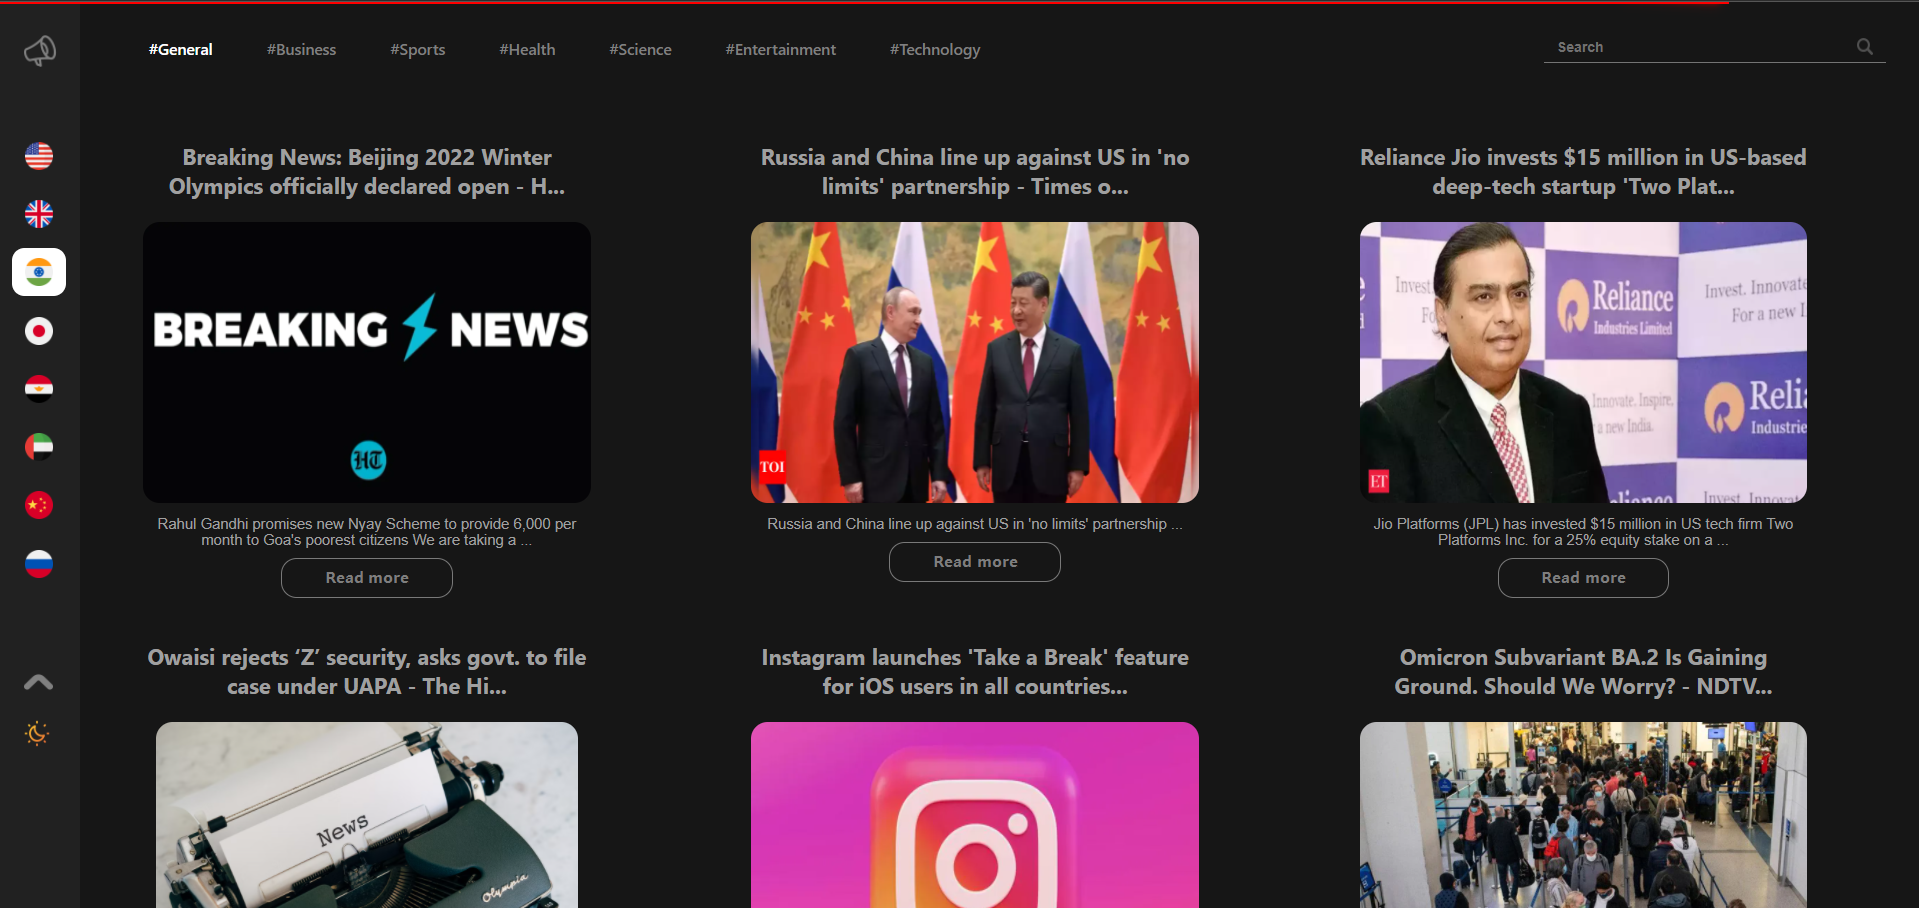 #General #Business #Sports #Health #Science #Entertainment #Technology
Search
Breaking News: Beijing 2022 Winter
Olympics officially declared open - H...
BREAKING NEWS
HT
Rahul Gandhi promises new Nyay Scheme to provide 6,000 per
month to Goa's poorest citizens We are taking a ...
Read more
Russia and China line up against US in 'no
limits' partnership - Times o...
TOI
Russia and China line up against US in 'no limits' partnership ...
Read more
Reliance Jio invests $15 million in US-based
deep-tech startup 'Two Plat...
Invest. Innovate
For a new I
Reliance
Industries Limited
Innovate. Inspire.
a new India.
Reli
Industrie
ET
Invest. Innovat
Jio Platforms (JPL) has invested $15 million in US tech firm Two
Platforms Inc. for a 25% equity stake on a ...
Read more
Owaisi rejects ‘Z’ security, asks govt. to file
case under UAPA - The Hi...
News
Olympia
Instagram launches 'Take a Break' feature
for iOS users in all countries...
Omicron Subvariant BA.2 Is Gaining
Ground. Should We Worry? - NDTV...